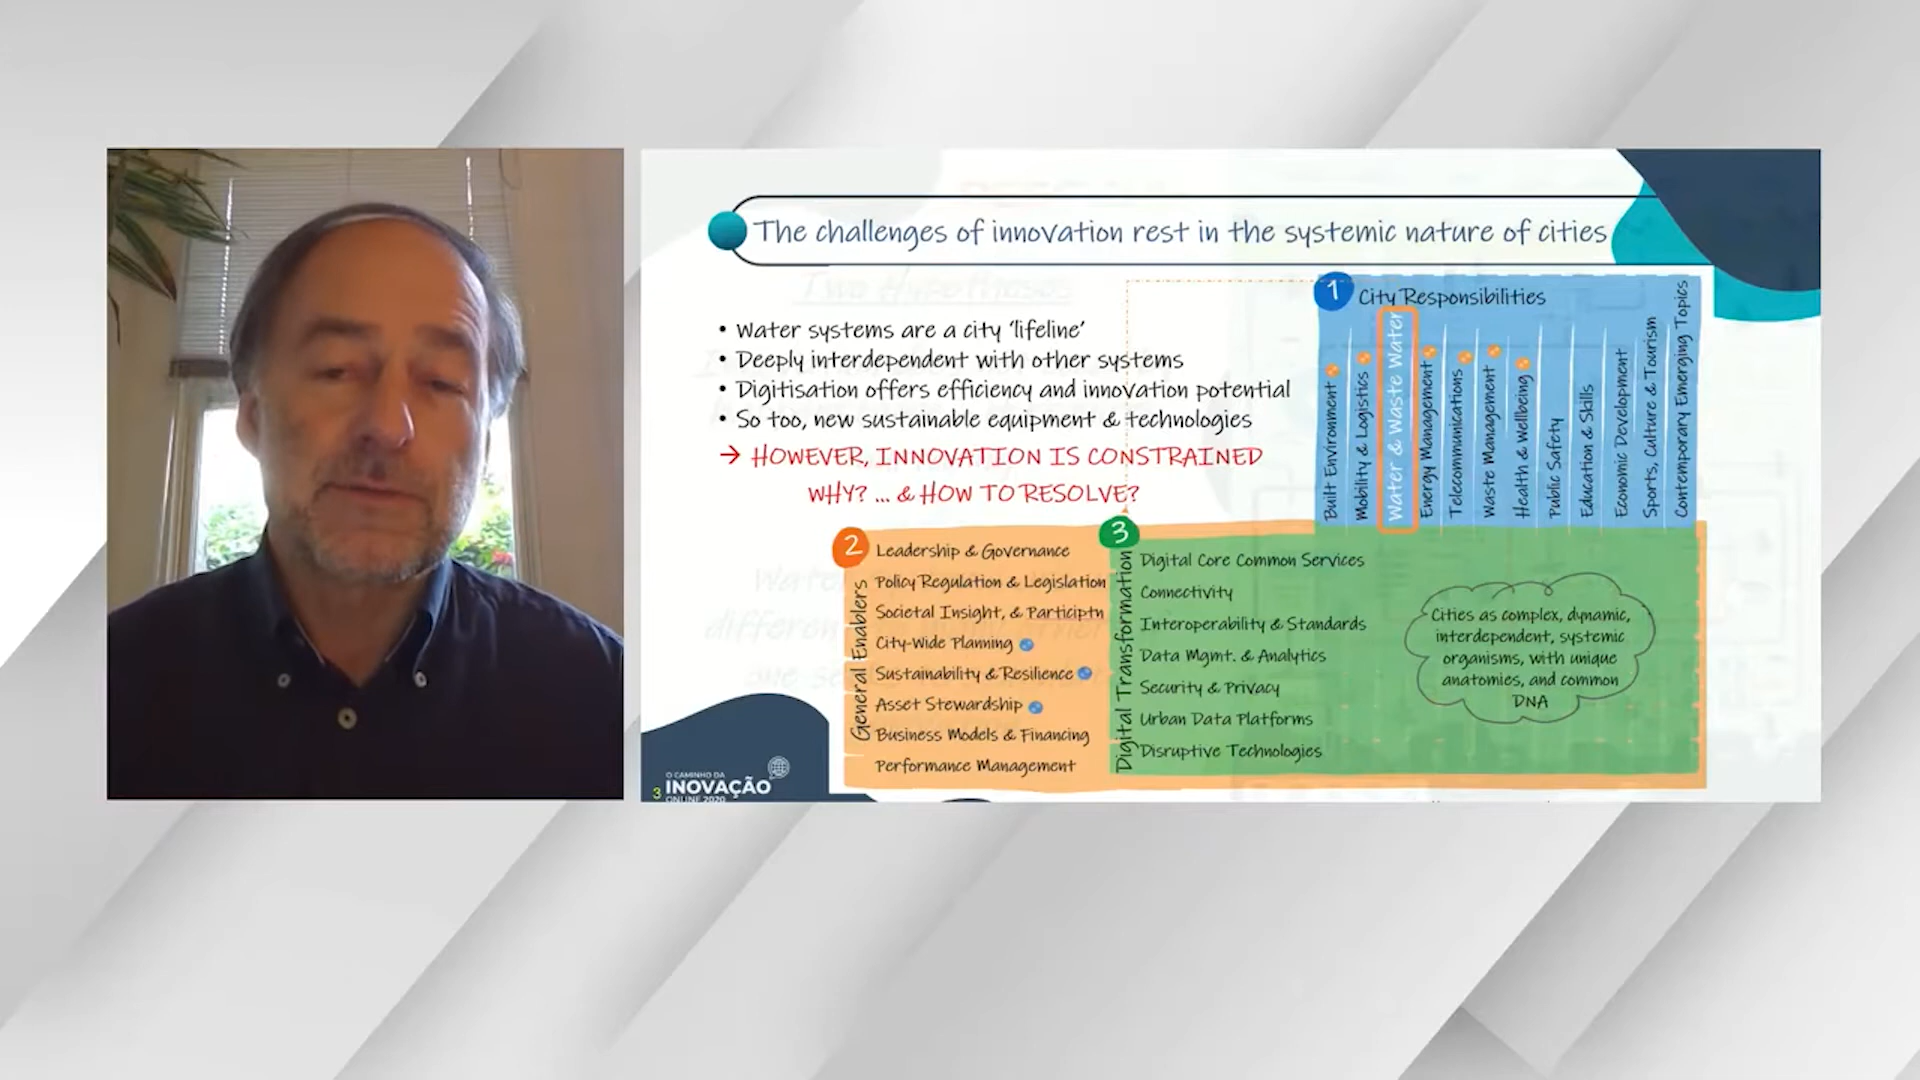 The challenges of innovation rest in the systemic nature of cities
• Water systems are a city ‘lifeline’
• Deeply interdependent with other systems
• Digitisation offers efficiency and innovation potential
• So too, new sustainable equipment & technologies
→ HOWEVER, INNOVATION IS CONSTRAINED
WHY? ... & HOW TO RESOLVE?
1 City Responsibilities
Built Environment
Mobility & Logistics
Water & Waste Water
Energy Management
Telecommunications
Waste Management
Health & Wellbeing
Public Safety
Education & Skills
Economic Development
Sports, Culture & Tourism
Contemporary Emerging Topics
2
General Enablers
Leadership & Governance
Policy Regulation & Legislation
Societal Insight, & Participtn
City-Wide Planning
Sustainability & Resilience
Asset Stewardship
Business Models & Financing
Performance Management
3
Digital Transformation
Digital Core Common Services
Connectivity
Interoperability & Standards
Data Mgmt. & Analytics
Security & Privacy
Urban Data Platforms
Disruptive Technologies
Cities as complex, dynamic,
interdependent, systemic
organisms, with unique
anatomies, and common
DNA
O CAMINHO DA
3 INOVAÇÃO
ONLINE 2020
Two Hypotheses